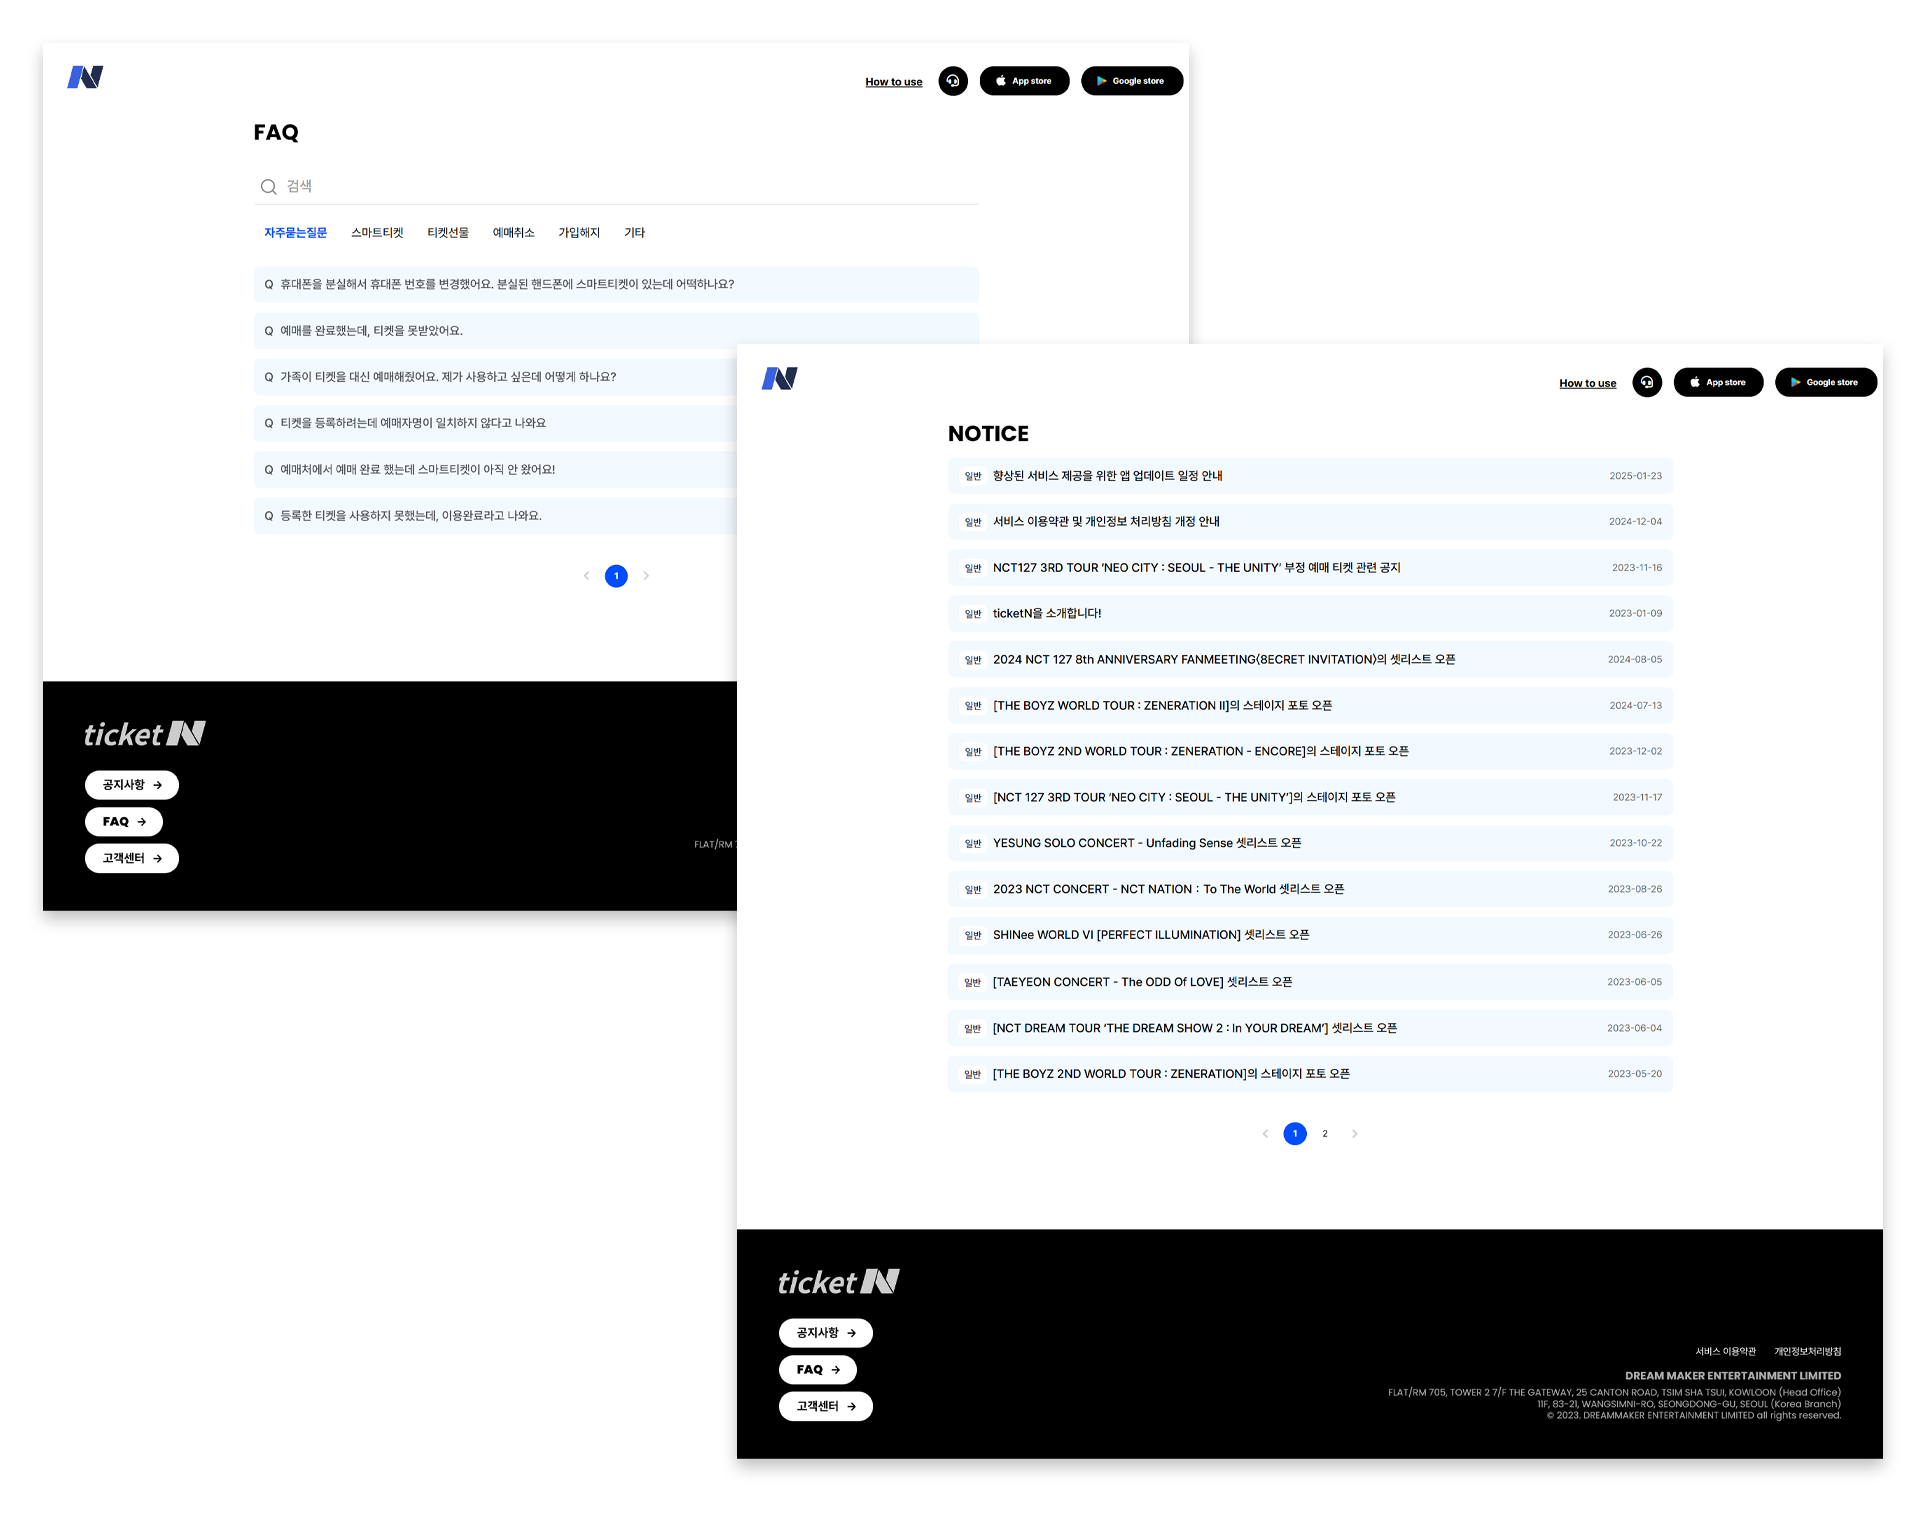 N
How to use
App store
Google store
FAQ
검색
자주묻는질문 스마트티켓 티켓선물 예매취소 가입해지 기타
Q 휴대폰을 분실해서 휴대폰 번호를 변경했어요. 분실된 핸드폰에 스마트티켓이 있는데 어떡하나요?
Q 예매를 완료했는데, 티켓을 못받았어요.
Q 가족이 티켓을 대신 예매해줬어요. 제가 사용하고 싶은데 어떻게 하나요?
Q 티켓을 등록하려는데 예매자명이 일치하지 않다고 나와요
Q 예매처에서 예매 완료 했는데 스마트티켓이 아직 안 왔어요!
Q 등록한 티켓을 사용하지 못했는데, 이용완료라고 나와요.
< 1 >
ticket N
공지사항 →
FAQ →
고객센터 →
FLAT/RM
N
How to use
App store
Google store
NOTICE
일반 향상된 서비스 제공을 위한 앱 업데이트 일정 안내 2025-01-23
일반 서비스 이용약관 및 개인정보 처리방침 개정 안내 2024-12-04
일반 NCT127 3RD TOUR ‘NEO CITY : SEOUL - THE UNITY’ 부정 예매 티켓 관련 공지 2023-11-16
일반 ticketN을 소개합니다! 2023-01-09
일반 2024 NCT 127 8th ANNIVERSARY FANMEETING〈8ECRET INVITATION〉의 셋리스트 오픈 2024-08-05
일반 [THE BOYZ WORLD TOUR : ZENERATION II]의 스테이지 포토 오픈 2024-07-13
일반 [THE BOYZ 2ND WORLD TOUR : ZENERATION - ENCORE]의 스테이지 포토 오픈 2023-12-02
일반 [NCT 127 3RD TOUR ‘NEO CITY : SEOUL - THE UNITY’]의 스테이지 포토 오픈 2023-11-17
일반 YESUNG SOLO CONCERT - Unfading Sense 셋리스트 오픈 2023-10-22
일반 2023 NCT CONCERT - NCT NATION : To The World 셋리스트 오픈 2023-08-26
일반 SHINee WORLD VI [PERFECT ILLUMINATION] 셋리스트 오픈 2023-06-26
일반 [TAEYEON CONCERT - The ODD Of LOVE] 셋리스트 오픈 2023-06-05
일반 [NCT DREAM TOUR ‘THE DREAM SHOW 2 : In YOUR DREAM’] 셋리스트 오픈 2023-06-04
일반 [THE BOYZ 2ND WORLD TOUR : ZENERATION]의 스테이지 포토 오픈 2023-05-20
< 1 2 >
ticket N
공지사항 →
FAQ →
고객센터 →
서비스 이용약관 개인정보처리방침
DREAM MAKER ENTERTAINMENT LIMITED
FLAT/RM 705, TOWER 2 7/F THE GATEWAY, 25 CANTON ROAD, TSIM SHA TSUI, KOWLOON (Head Office)
11F, 83-21, WANGSIMNI-RO, SEONGDONG-GU, SEOUL (Korea Branch)
© 2023. DREAMMAKER ENTERTAINMENT LIMITED all rights reserved.